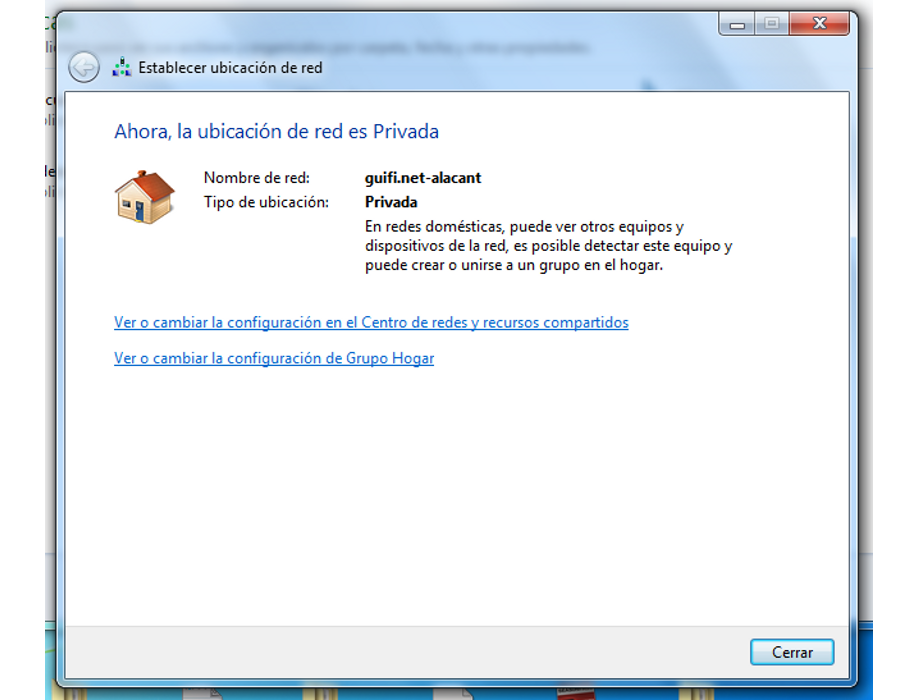 Establecer ubicación de red
Ahora, la ubicación de red es Privada
Nombre de red: guifi.net-alacant
Tipo de ubicación: Privada
En redes domésticas, puede ver otros equipos y
dispositivos de la red, es posible detectar este equipo y
puede crear o unirse a un grupo en el hogar.
Ver o cambiar la configuración en el Centro de redes y recursos compartidos
Ver o cambiar la configuración de Grupo Hogar
Cerrar